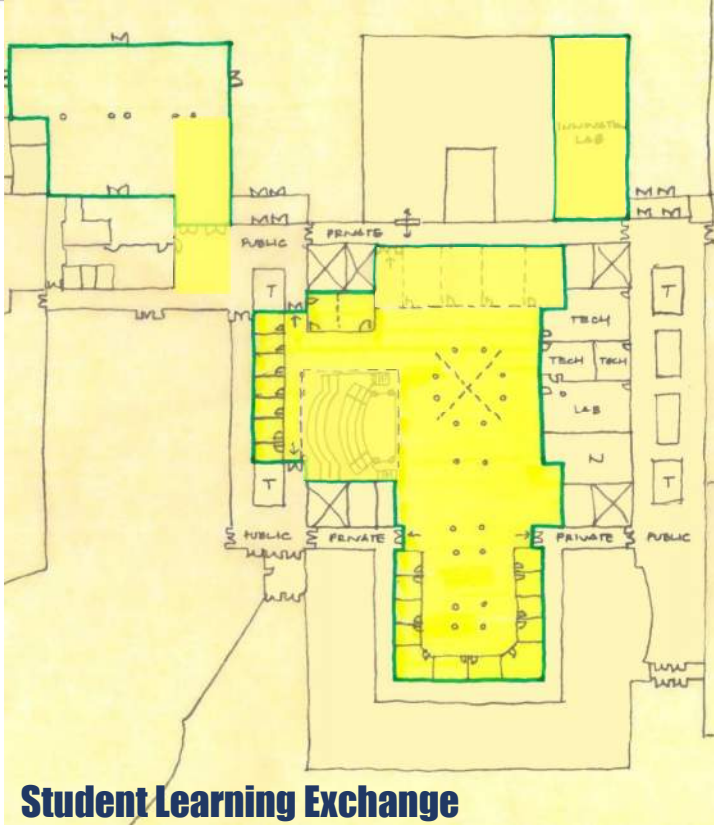 INNOVATION
LAB
PUBLIC
PRIVATE
T
T
TECH
TECH
TECH
LAB
N
T
T
PUBLIC
PRIVATE
PRIVATE
PUBLIC
Student Learning Exchange